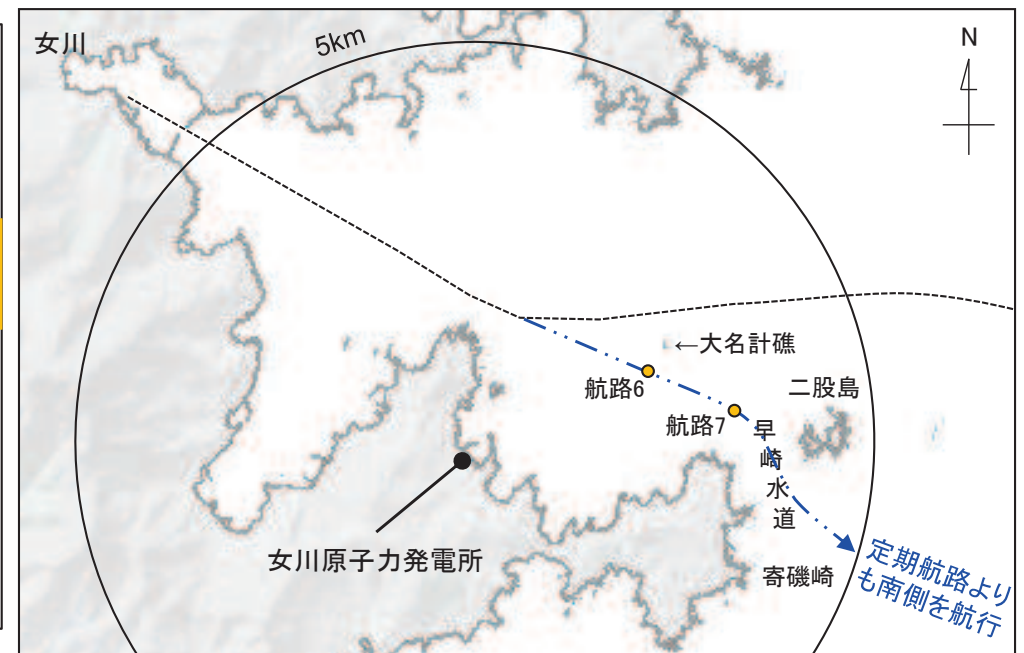 女川
5km
N
←大名計礁
航路6
二股島
航路7
早崎水道
女川原子力発電所
寄磯崎
定期航路より
も南側を航行